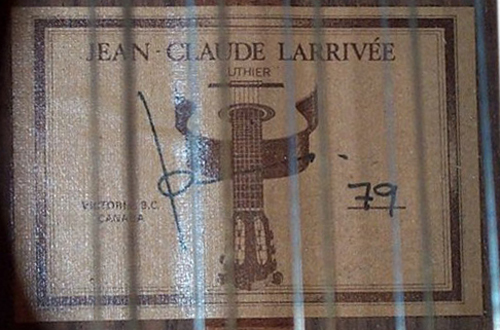 JEAN-CLAUDE LARRIVÉE
LUTHIER
VICTORIA B.C.
CANADA
79